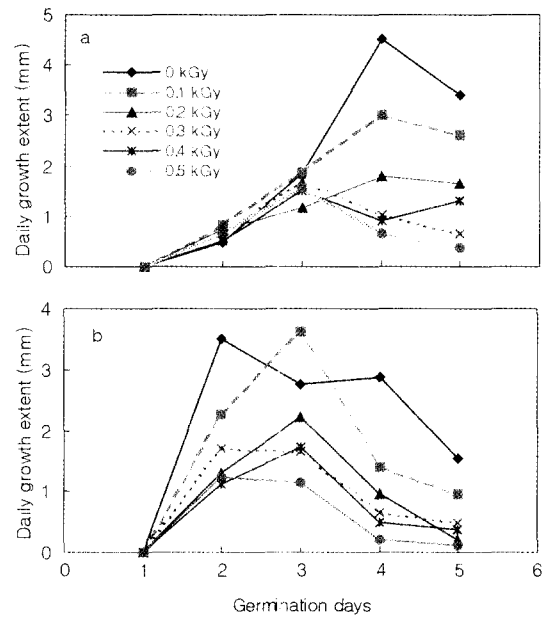 a
Daily growth extent (mm)
5
4
3
2
1
0
0 kGy
0.1 kGy
0.2 kGy
0.3 kGy
0.4 kGy
0.5 kGy
b
Daily growth extent (mm)
4
3
2
1
0
0 1 2 3 4 5 6
Germination days